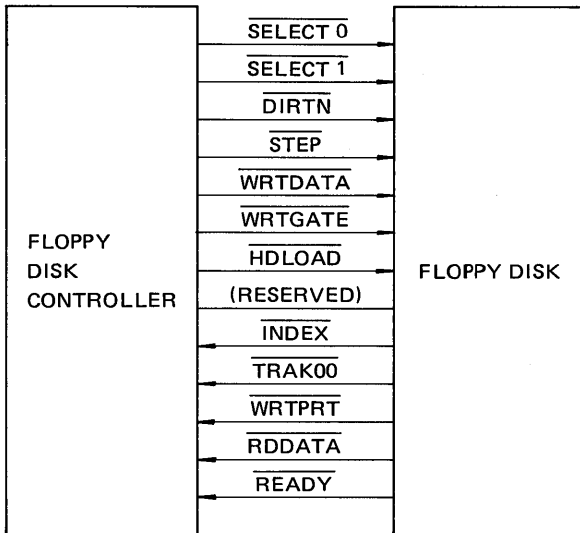 SELECT 0
SELECT 1
DIRTN
STEP
WRTDATA
WRTGATE
HDLOAD
(RESERVED)
INDEX
TRAK00
WRTPRT
RDDATA
READY
FLOPPY
DISK
CONTROLLER
FLOPPY DISK